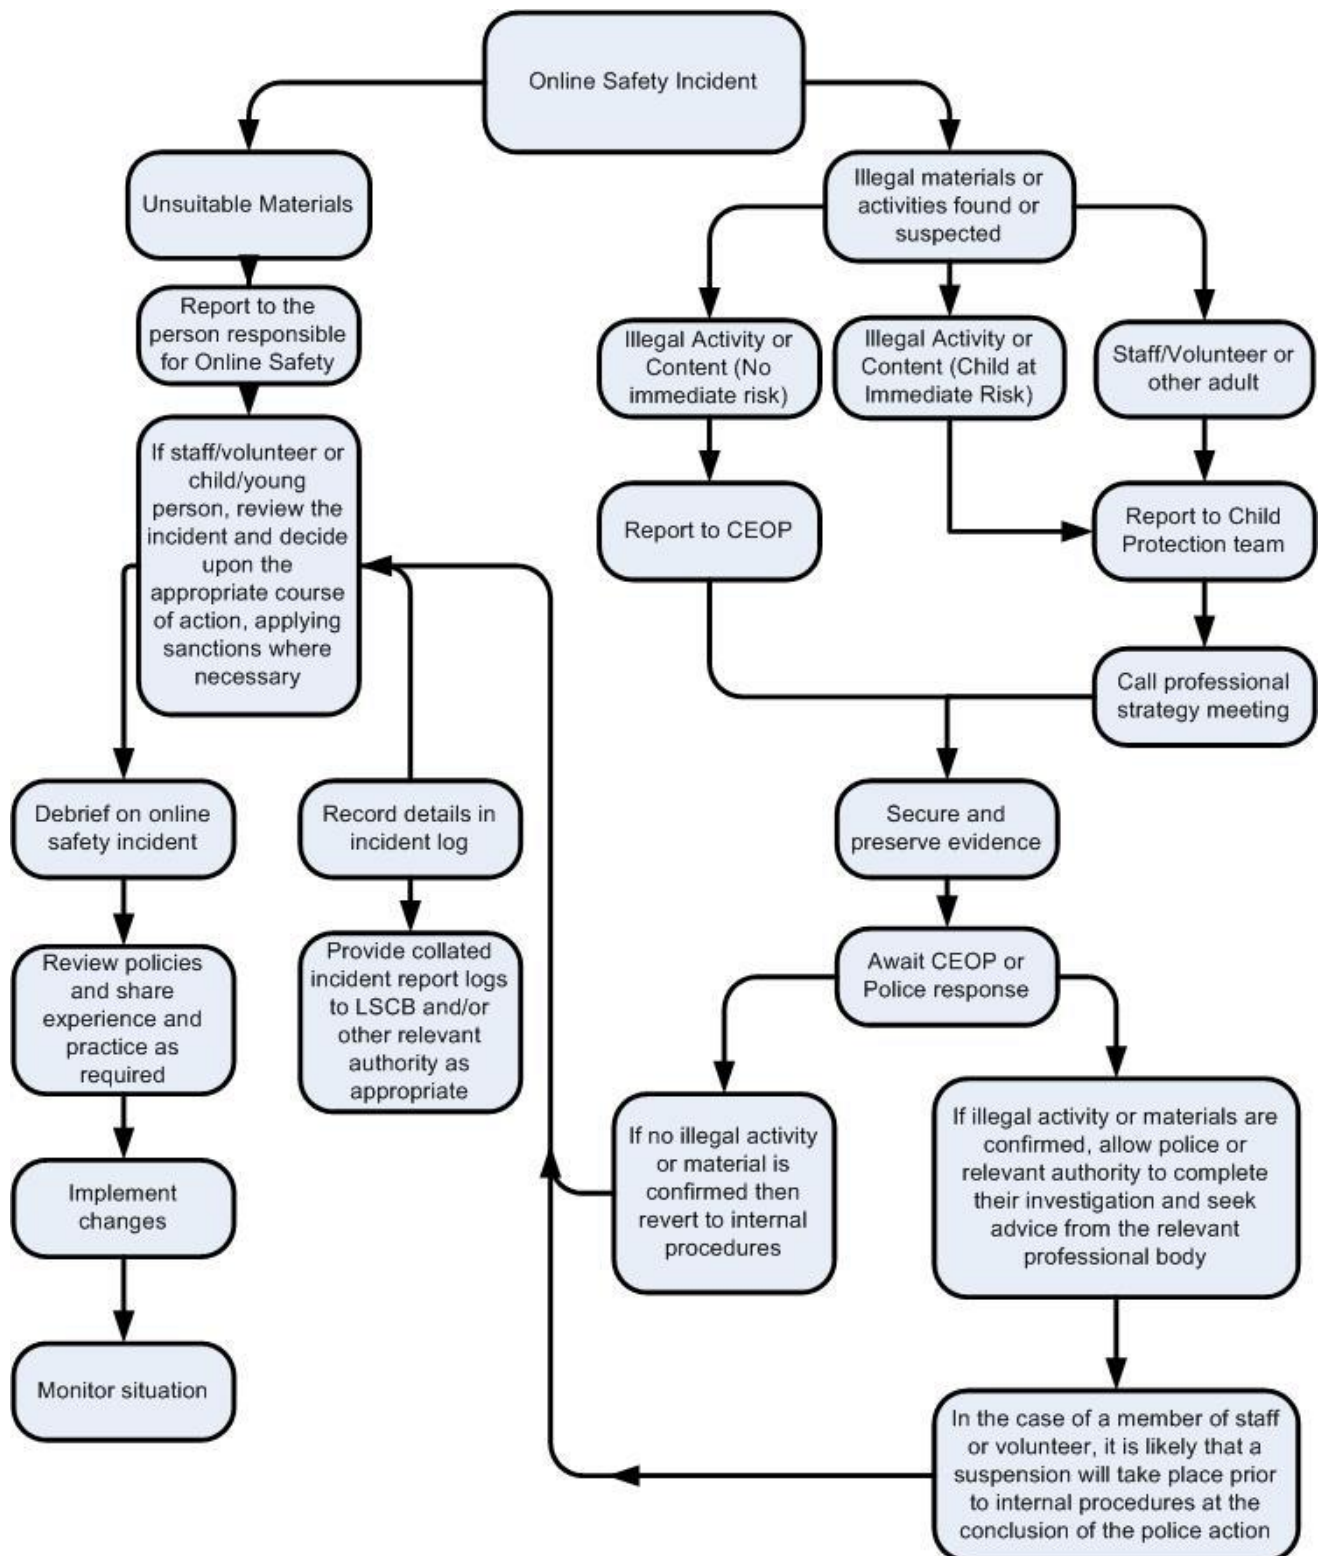 Online Safety Incident
Unsuitable Materials
Report to the
person responsible
for Online Safety
If staff/volunteer or
child/young
person, review the
incident and decide
upon the
appropriate course
of action, applying
sanctions where
necessary
Debrief on online
safety incident
Review policies
and share
experience and
practice as
required
Implement
changes
Monitor situation
Record details in
incident log
Provide collated
incident report logs
to LSCB and/or
other relevant
authority as
appropriate
Illegal materials or
activities found or
suspected
Illegal Activity or
Content (No
immediate risk)
Illegal Activity or
Content (Child at
Immediate Risk)
Staff/Volunteer or
other adult
Report to CEOP
Report to Child
Protection team
Call professional
strategy meeting
Secure and
preserve evidence
Await CEOP or
Police response
If no illegal activity
or material is
confirmed then
revert to internal
procedures
If illegal activity or materials are
confirmed, allow police or
relevant authority to complete
their investigation and seek
advice from the relevant
professional body
In the case of a member of staff
or volunteer, it is likely that a
suspension will take place prior
to internal procedures at the
conclusion of the police action